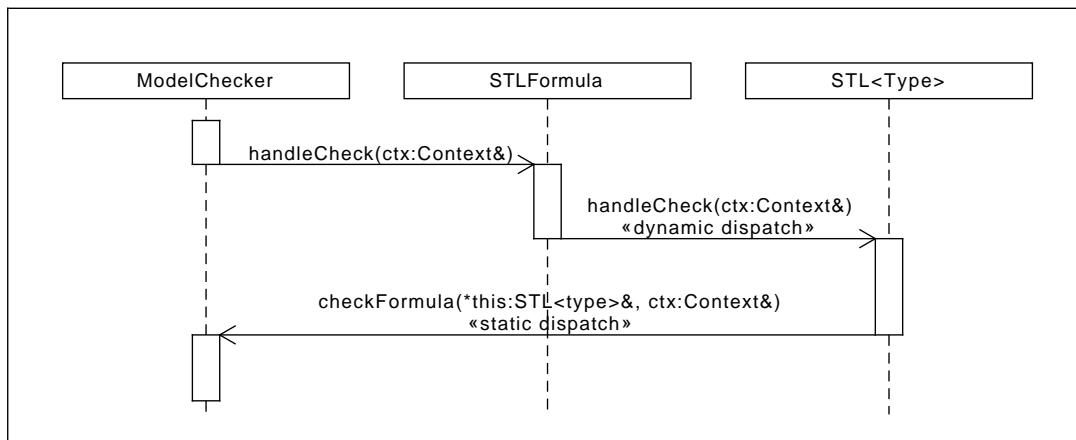 ModelChecker
STLFormula
STL<Type>
handleCheck(ctx:Context&)
handleCheck(ctx:Context&)
«dynamic dispatch»
checkFormula(*this:STL<type>&, ctx:Context&)
«static dispatch»